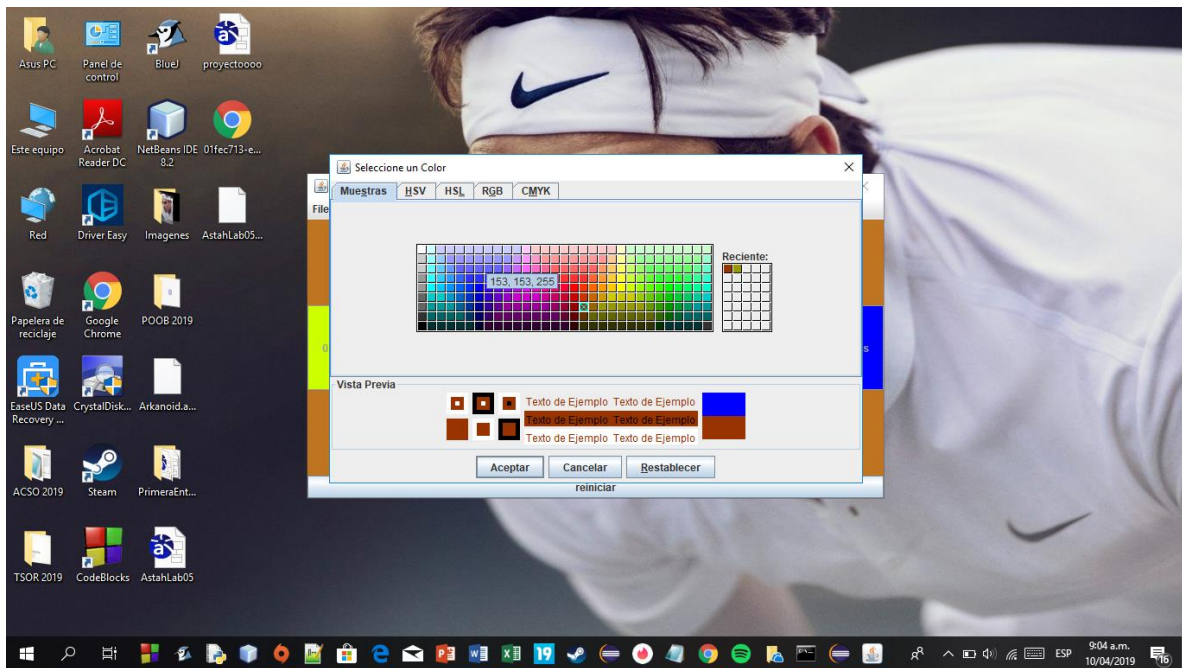 Asus PC
Panel de
control
BlueJ
proyectoooo
Este equipo
Acrobat
Reader DC
NetBeans IDE
8.2
01fec713-e...
Red
Driver Easy
Imagenes
AstahLab05...
Papelera de
reciclaje
Google
Chrome
POOB 2019
EaseUS Data
Recovery ...
CrystalDisk...
Arkanoid.a...
ACSO 2019
Steam
PrimeraEnt...
TSOR 2019
CodeBlocks
AstahLab05
Seleccione un Color
File
Muestras
HSV
HSL
RGB
CMYK
Reciente:
153, 153, 255
0
s
Vista Previa
Texto de Ejemplo Texto de Ejemplo
Texto de Ejemplo Texto de Ejemplo
Texto de Ejemplo Texto de Ejemplo
Aceptar
Cancelar
Restablecer
reiniciar
19
ESP
9:04 a.m.
10/04/2019
16